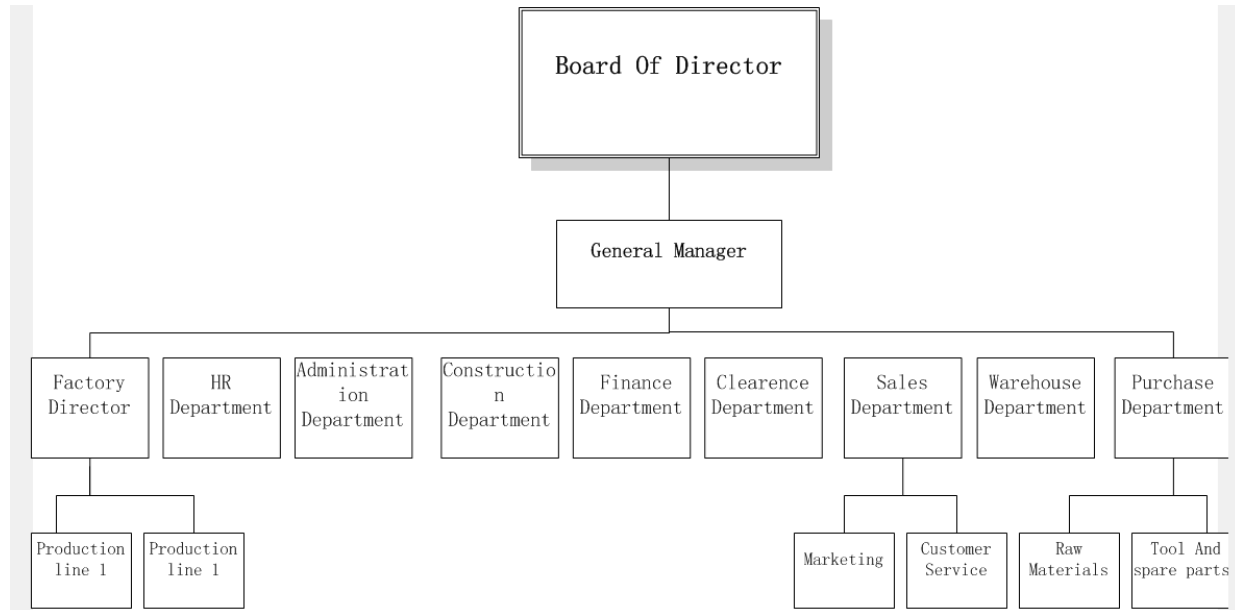 Board Of Director
General Manager
Factory
Director
HR
Department
Administrat
ion
Department
Constructio
n
Department
Finance
Department
Clearence
Department
Sales
Department
Warehouse
Department
Purchase
Department
Production
line 1
Production
line 1
Marketing
Customer
Service
Raw
Materials
Tool And
spare parts